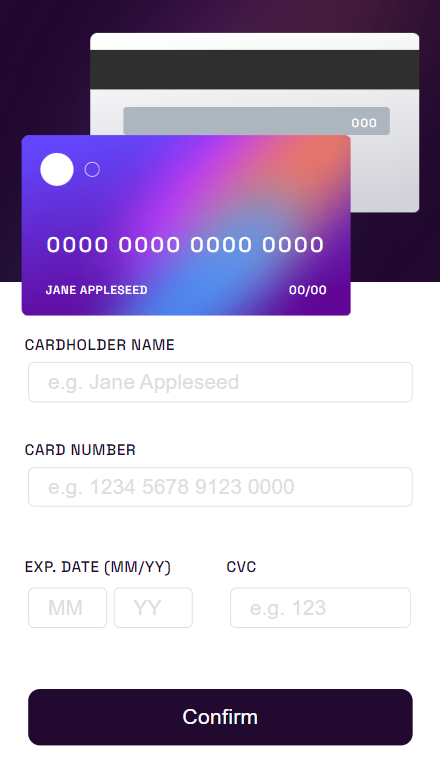 000
0000 0000 0000 0000
JANE APPLESEED 00/00
CARDHOLDER NAME
e.g. Jane Appleseed
CARD NUMBER
e.g. 1234 5678 9123 0000
EXP. DATE (MM/YY) CVC
MM YY e.g. 123
Confirm